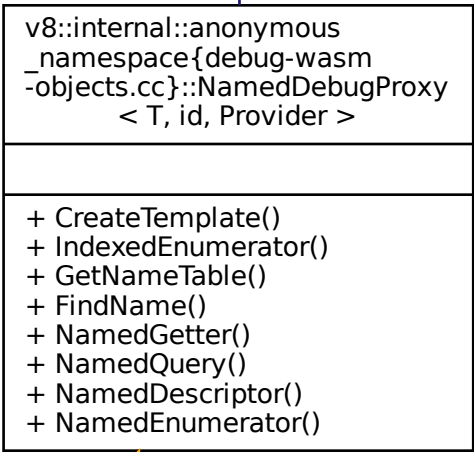 v8::internal::anonymous
_namespace{debug-wasm
-objects.cc}::NamedDebugProxy
< T, id, Provider >
+ CreateTemplate()
+ IndexedEnumerator()
+ GetNameTable()
+ FindName()
+ NamedGetter()
+ NamedQuery()
+ NamedDescriptor()
+ NamedEnumerator()